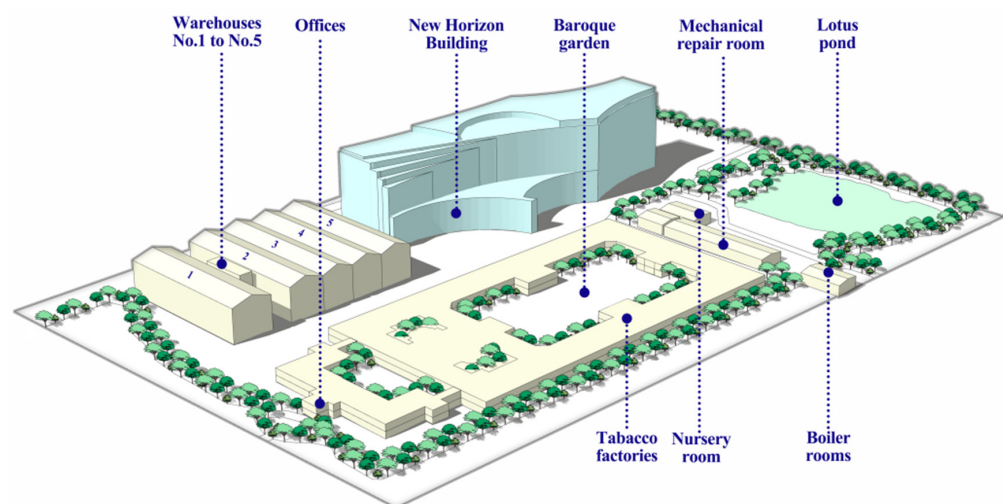 Warehouses
No.1 to No.5
Offices
New Horizon
Building
Baroque
garden
Mechanical
repair room
Lotus
pond
1
2
3
4
5
Tabacco
factories
Nursery
room
Boiler
rooms